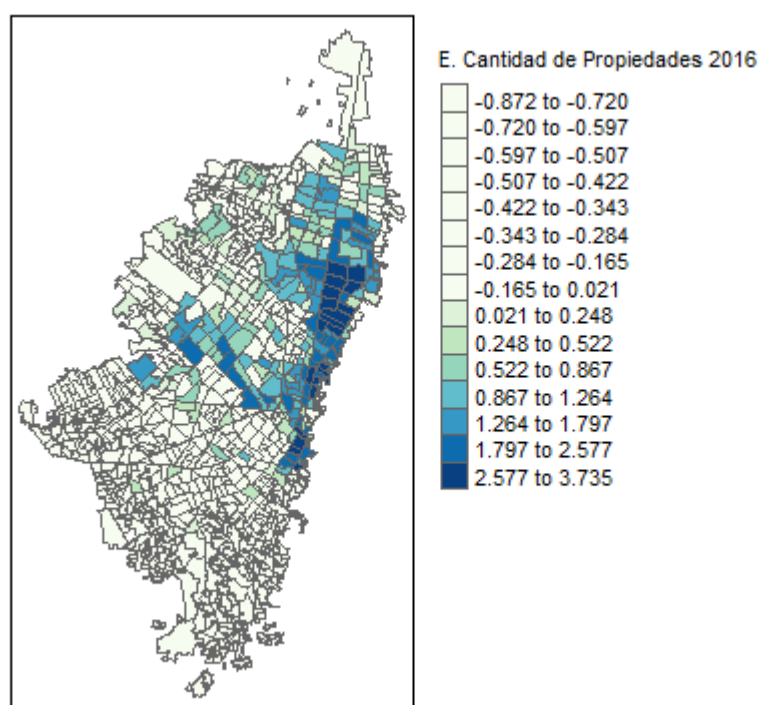 E. Cantidad de Propiedades 2016
-0.872 to -0.720
-0.720 to -0.597
-0.597 to -0.507
-0.507 to -0.422
-0.422 to -0.343
-0.343 to -0.284
-0.284 to -0.165
-0.165 to 0.021
0.021 to 0.248
0.248 to 0.522
0.522 to 0.867
0.867 to 1.264
1.264 to 1.797
1.797 to 2.577
2.577 to 3.735